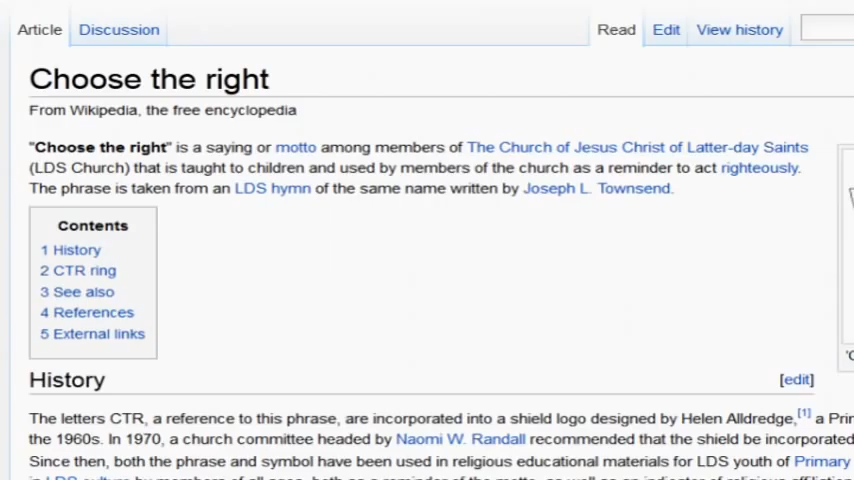 Article Discussion Read Edit View history
Choose the right
From Wikipedia, the free encyclopedia
"Choose the right" is a saying or motto among members of The Church of Jesus Christ of Latter-day Saints
(LDS Church) that is taught to children and used by members of the church as a reminder to act righteously.
The phrase is taken from an LDS hymn of the same name written by Joseph L. Townsend.
Contents
1 History
2 CTR ring
3 See also
4 References
5 External links
History [edit]
The letters CTR, a reference to this phrase, are incorporated into a shield logo designed by Helen Alldredge,[1] a
the 1960s. In 1970, a church committee headed by Naomi W. Randall recommended that the shield be incorporated
Since then, both the phrase and symbol have been used in religious educational materials for LDS youth of Primary